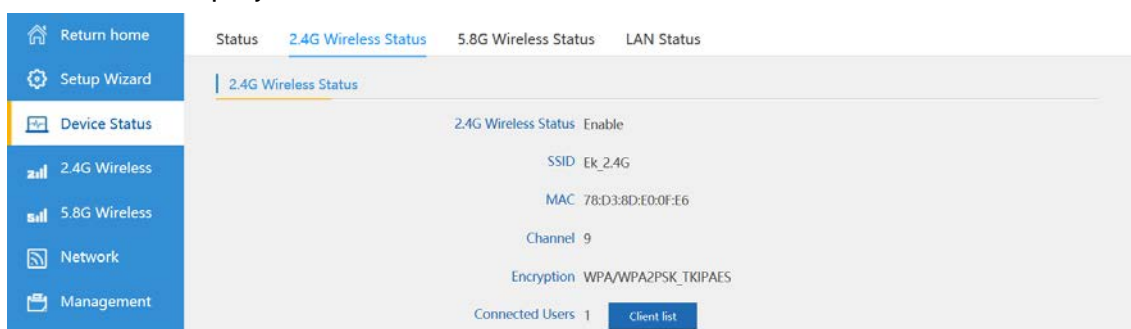 Return home
Setup Wizard
Device Status
2.4G Wireless
5.8G Wireless
Network
Management
Status 2.4G Wireless Status 5.8G Wireless Status LAN Status
2.4G Wireless Status
2.4G Wireless Status Enable
SSID Ek_2.4G
MAC 78:D3:8D:E0:0F:E6
Channel 9
Encryption WPA/WPA2PSK_TKIPAES
Connected Users 1 Client list